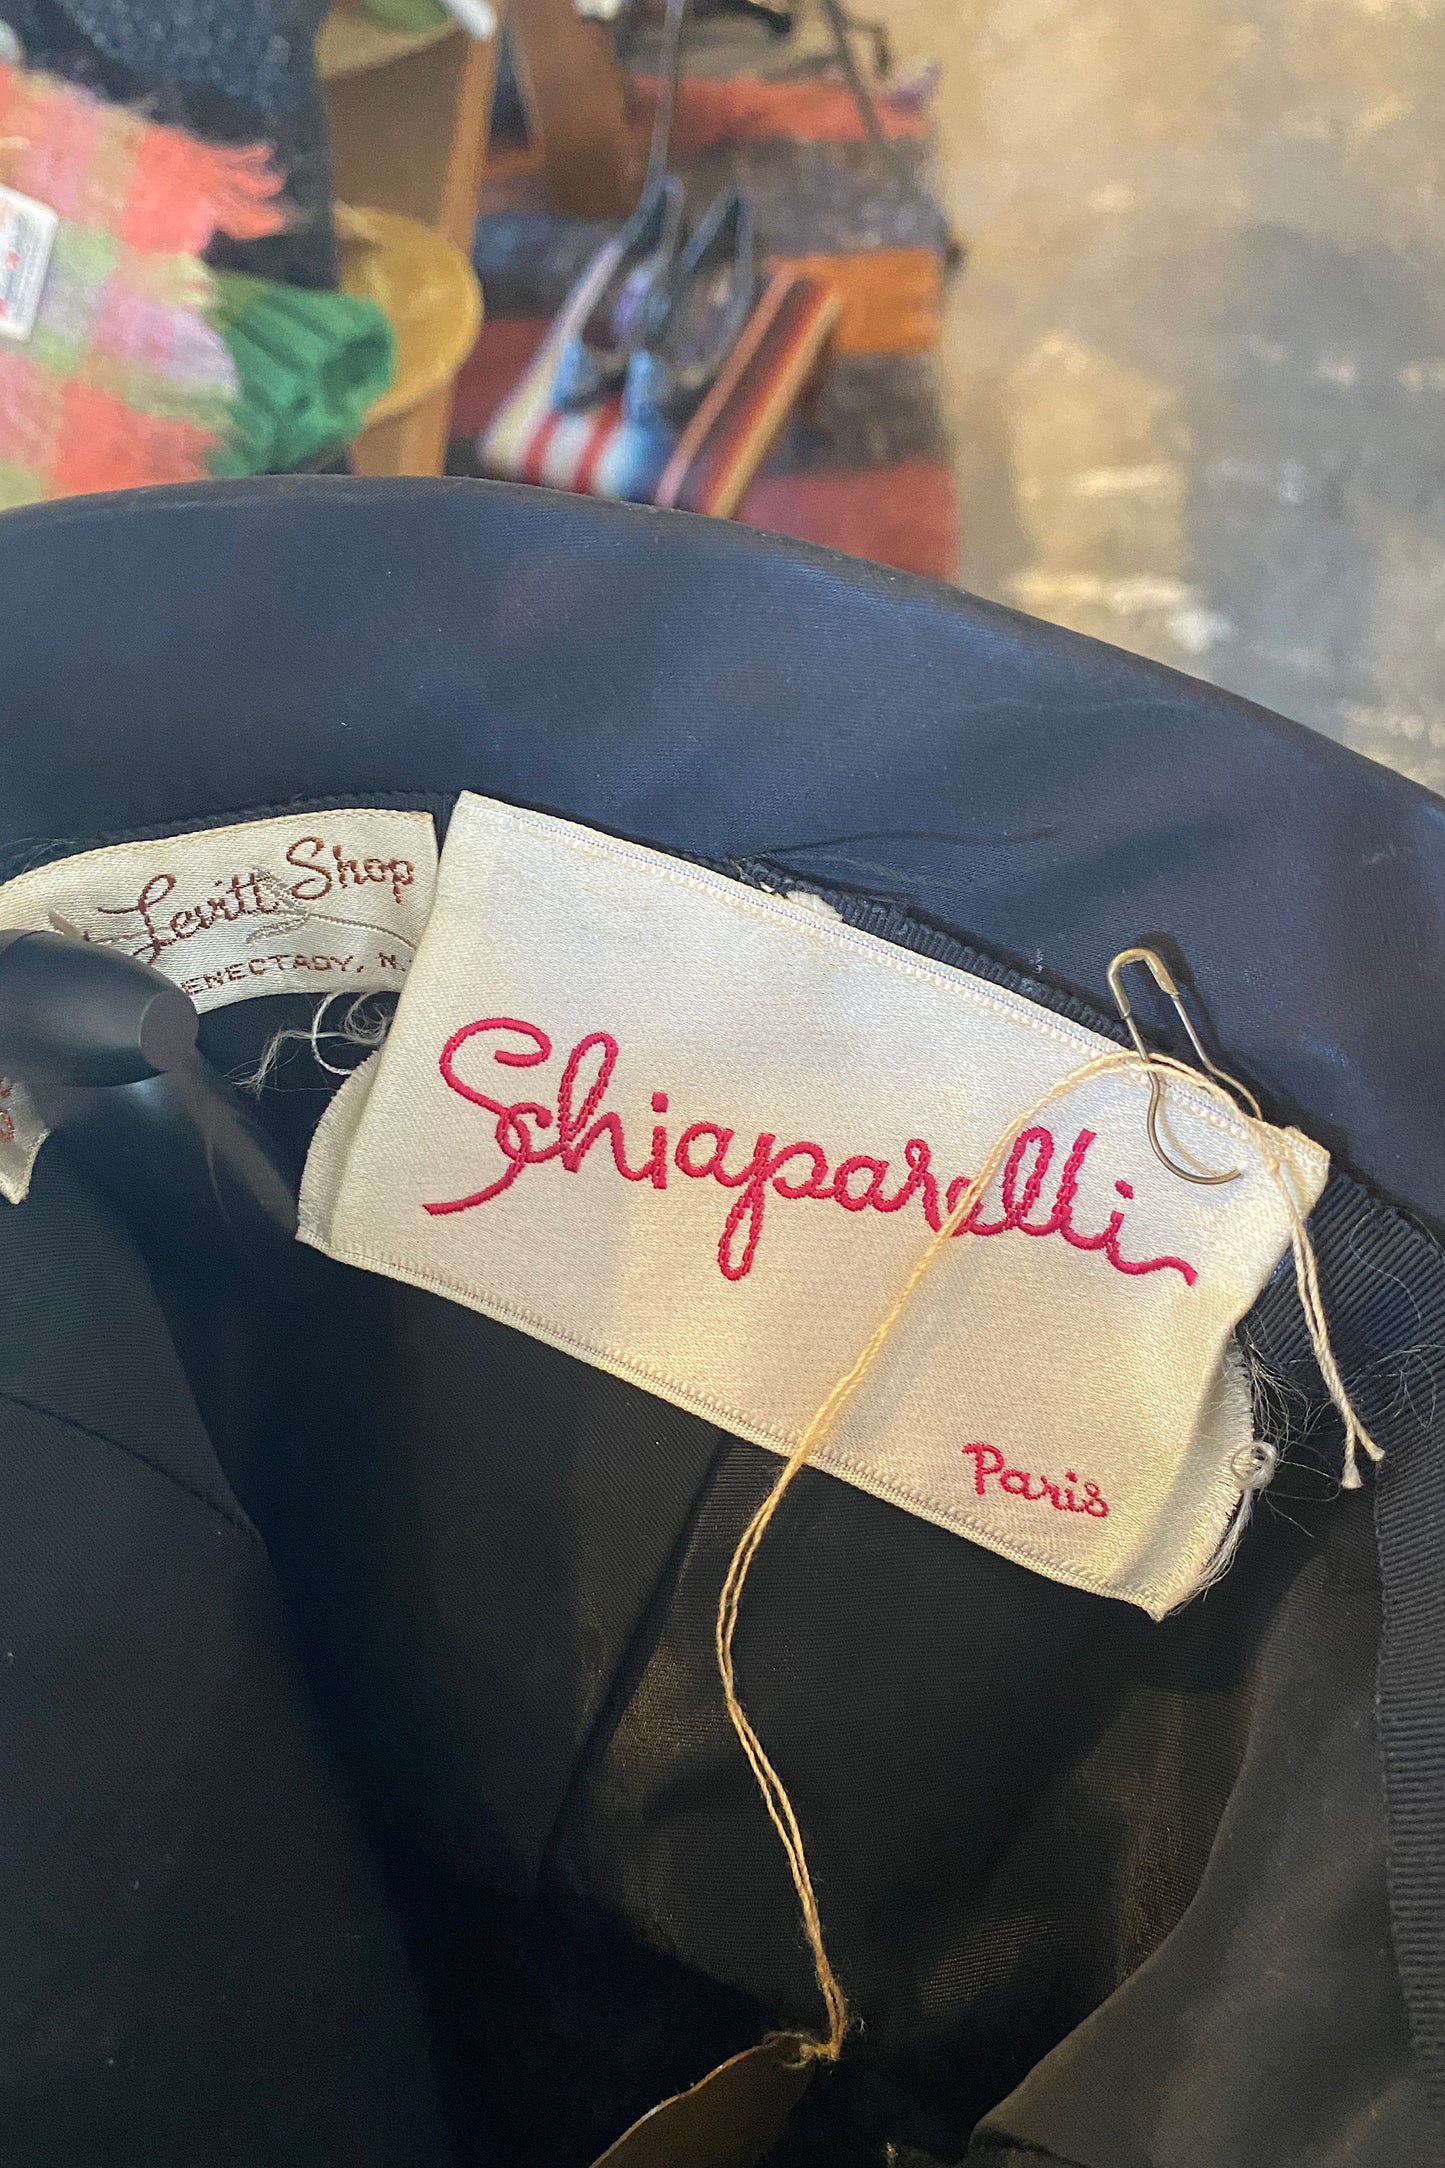 Levitt Shop
ENECTADY, N.
Schiaparelli
Paris